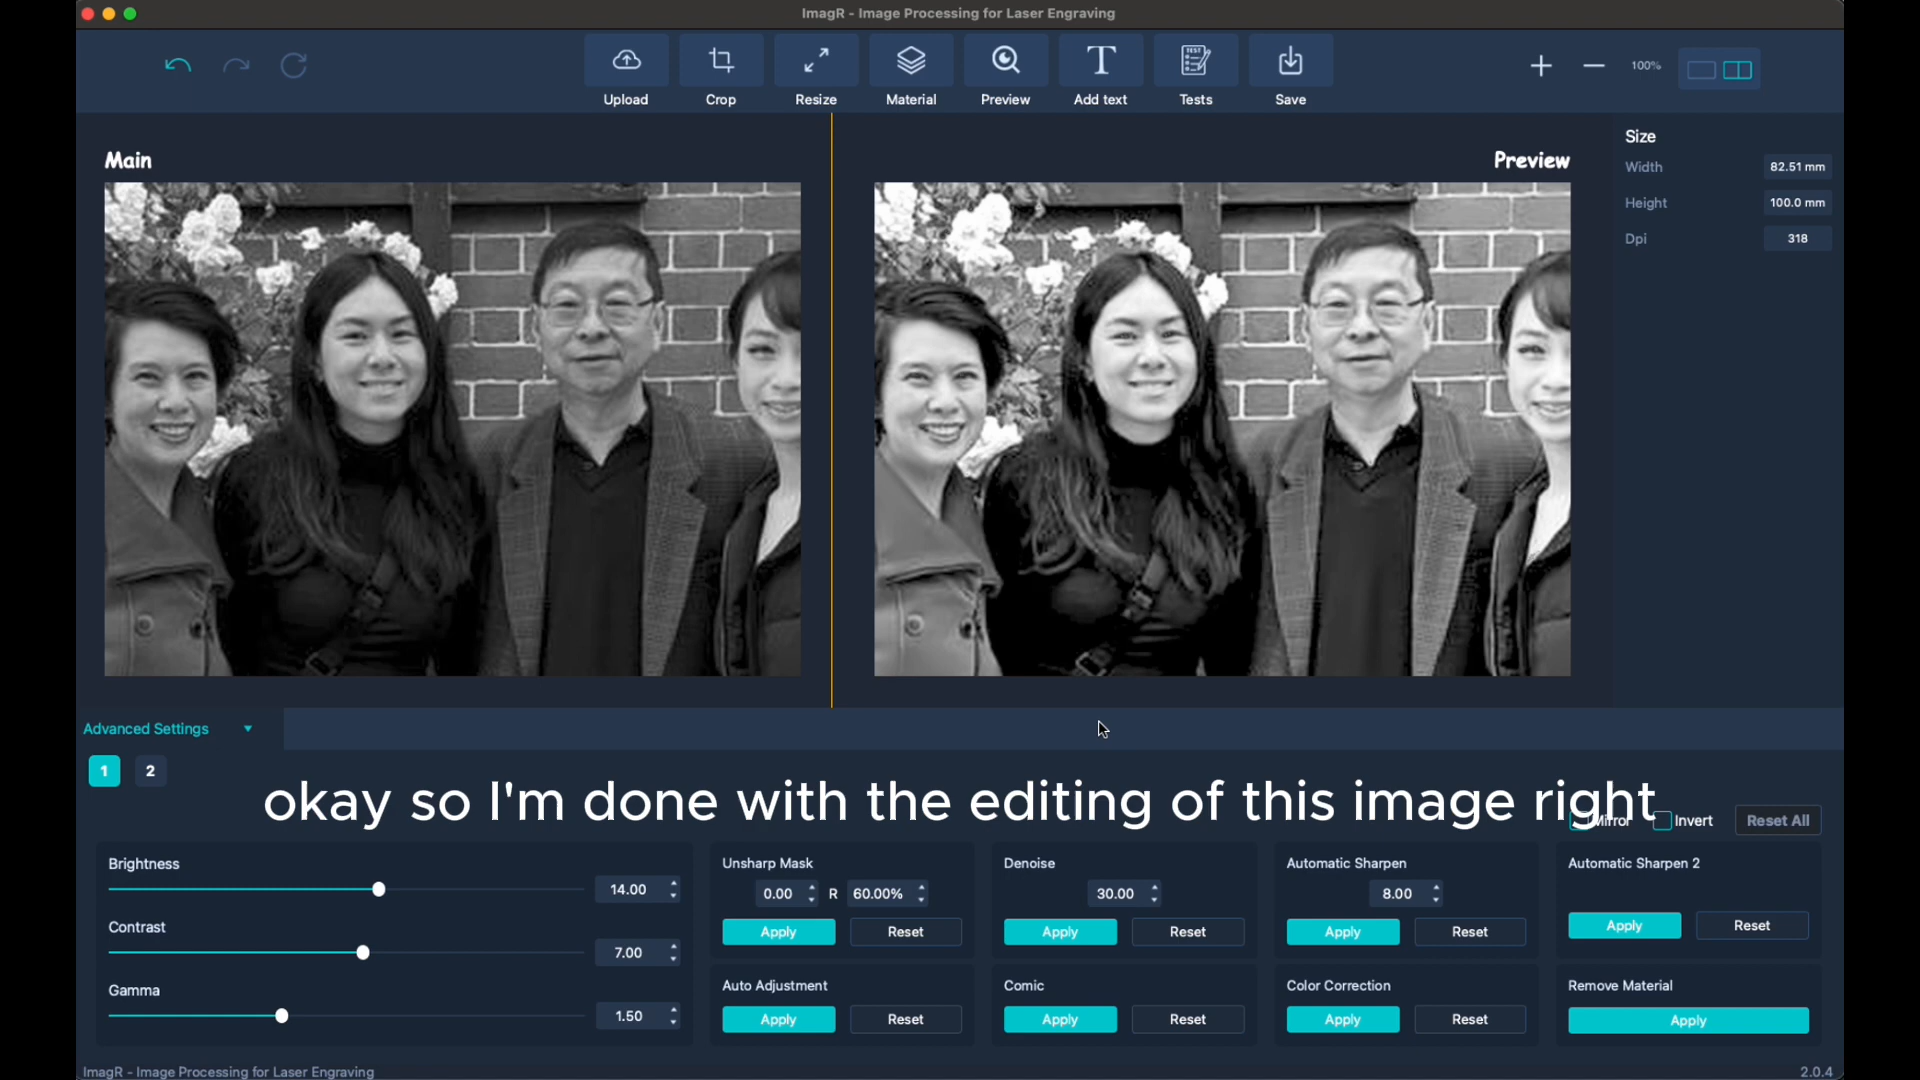 ImagR - Image Processing for Laser Engraving
Upload
Crop
Resize
Material
Preview
Add text
TEST
Tests
Save
100%
Main
Preview
Size
Width 82.51 mm
Height 100.0 mm
Dpi 318
Advanced Settings
1 2
okay so I'm done with the editing of this image right
Mirror Invert Reset All
Brightness 14.00
Contrast 7.00
Gamma 1.50
Unsharp Mask
0.00 R 60.00%
Apply Reset
Denoise
30.00
Apply Reset
Automatic Sharpen
8.00
Apply Reset
Automatic Sharpen 2
Apply Reset
Auto Adjustment
Apply Reset
Comic
Apply Reset
Color Correction
Apply Reset
Remove Material
Apply
ImagR - Image Processing for Laser Engraving 2.0.4